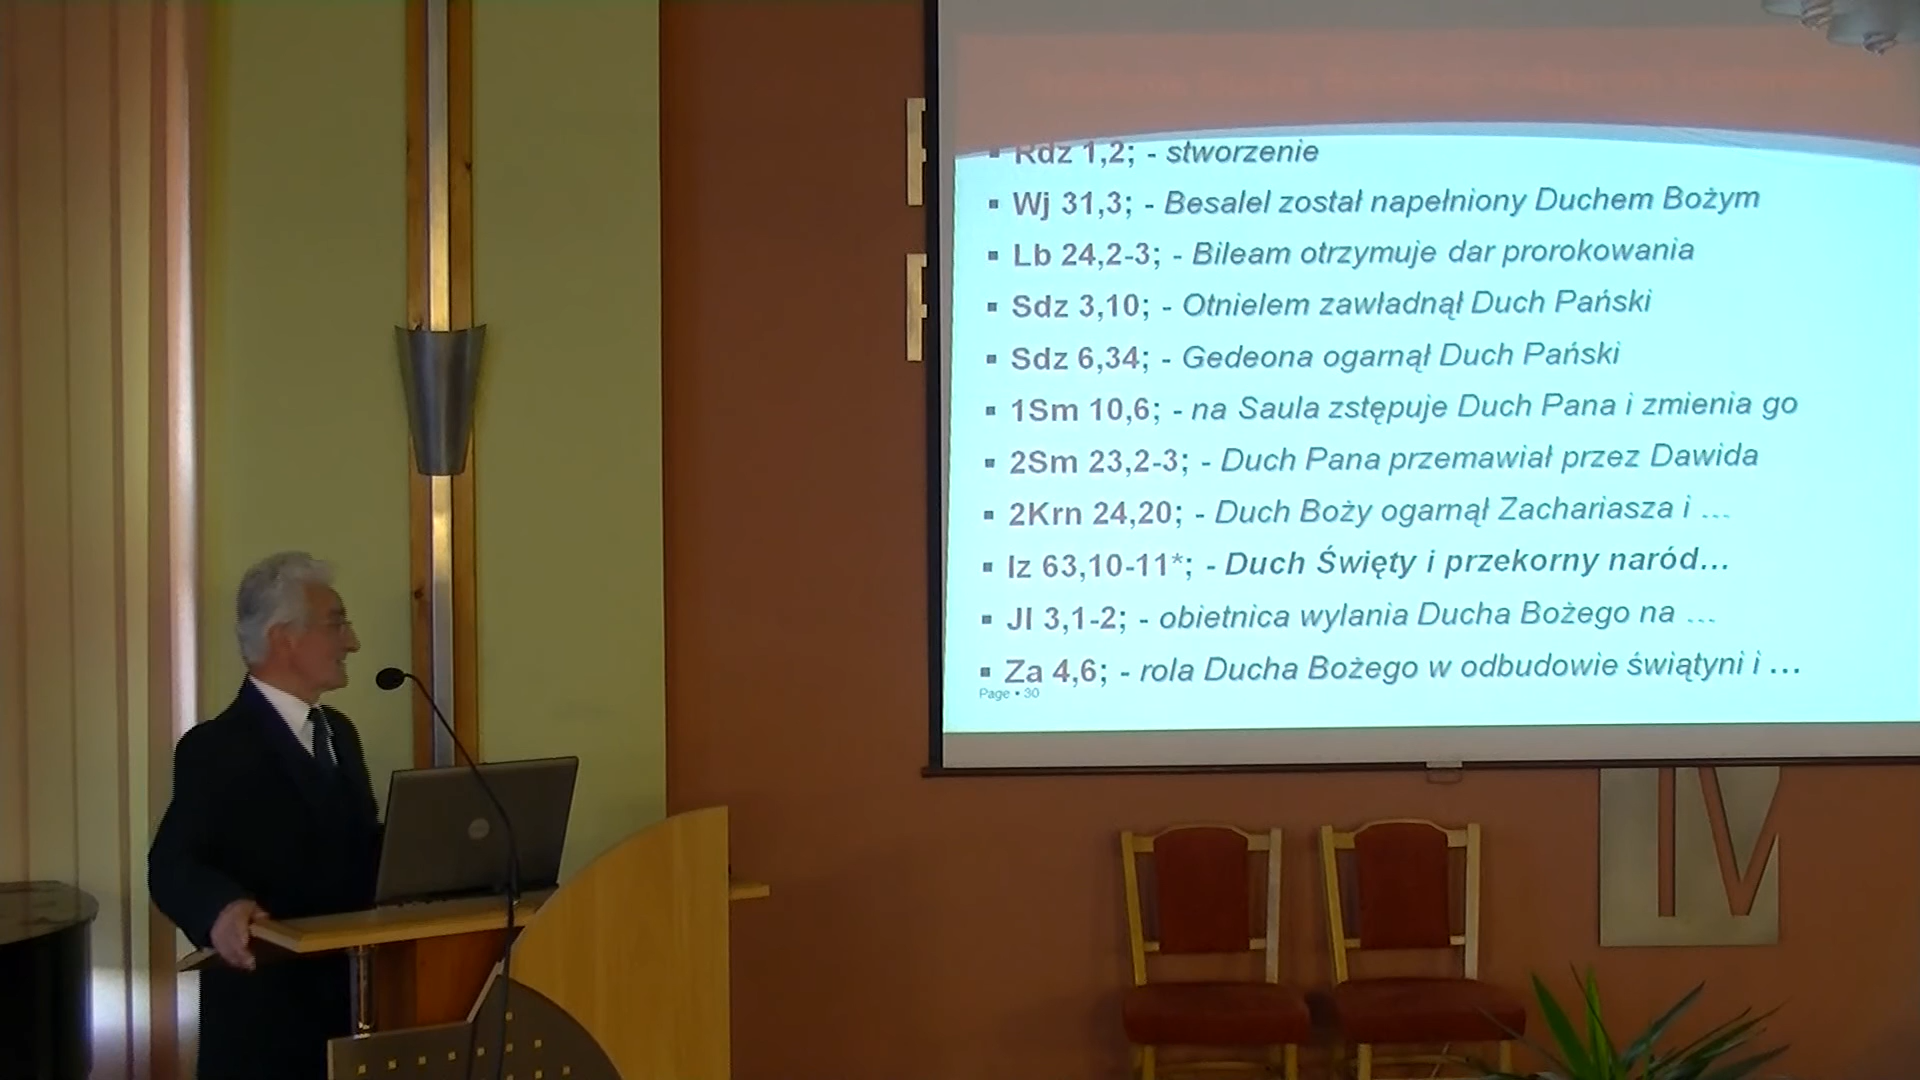 ▪ Rdz 1,2; - stworzenie
▪ Wj 31,3; - Besalel został napełniony Duchem Bożym
▪ Lb 24,2-3; - Bileam otrzymuje dar prorokowania
▪ Sdz 3,10; - Otnielem zawładnął Duch Pański
▪ Sdz 6,34; - Gedeona ogarnął Duch Pański
▪ 1Sm 10,6; - na Saula zstępuje Duch Pana i zmienia go
▪ 2Sm 23,2-3; - Duch Pana przemawiał przez Dawida
▪ 2Krn 24,20; - Duch Boży ogarnął Zachariasza i ...
▪ Iz 63,10-11*; - Duch Święty i przekorny naród...
▪ Jl 3,1-2; - obietnica wylania Ducha Bożego na ...
▪ Za 4,6; - rola Ducha Bożego w odbudowie świątyni i ...
Page ▪ 30
IV